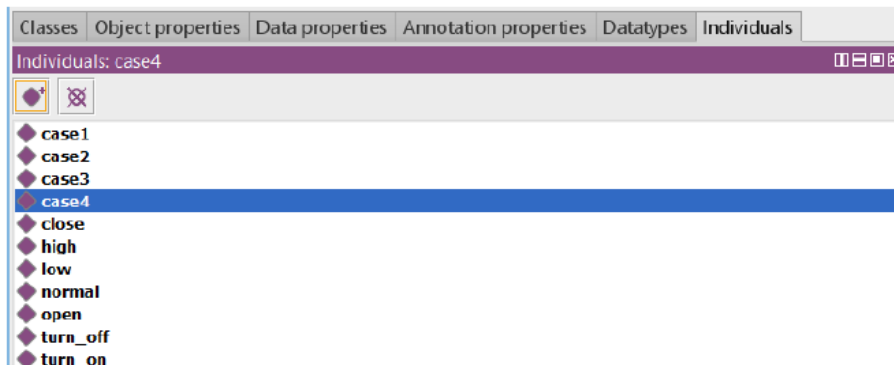 Classes Object properties Data properties Annotation properties Datatypes Individuals
Individuals: case4
case1
case2
case3
case4
close
high
low
normal
open
turn_off
turn_on